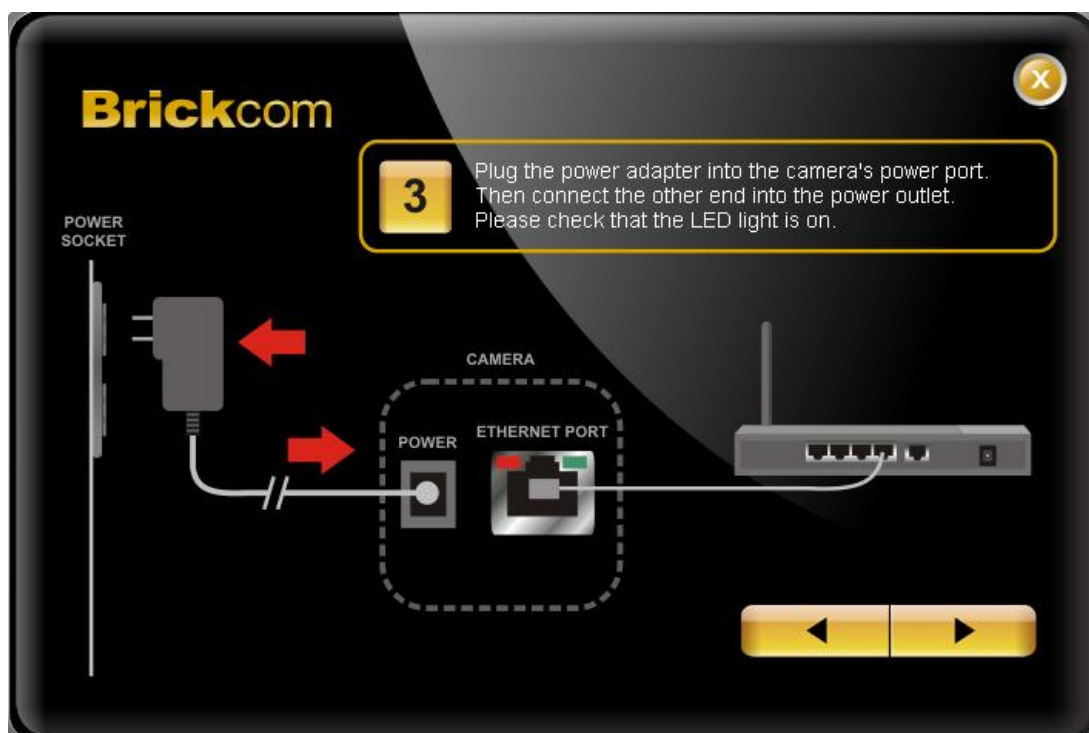 Brickcom
X
3
Plug the power adapter into the camera's power port.
Then connect the other end into the power outlet.
Please check that the LED light is on.
POWER
SOCKET
CAMERA
POWER
ETHERNET PORT